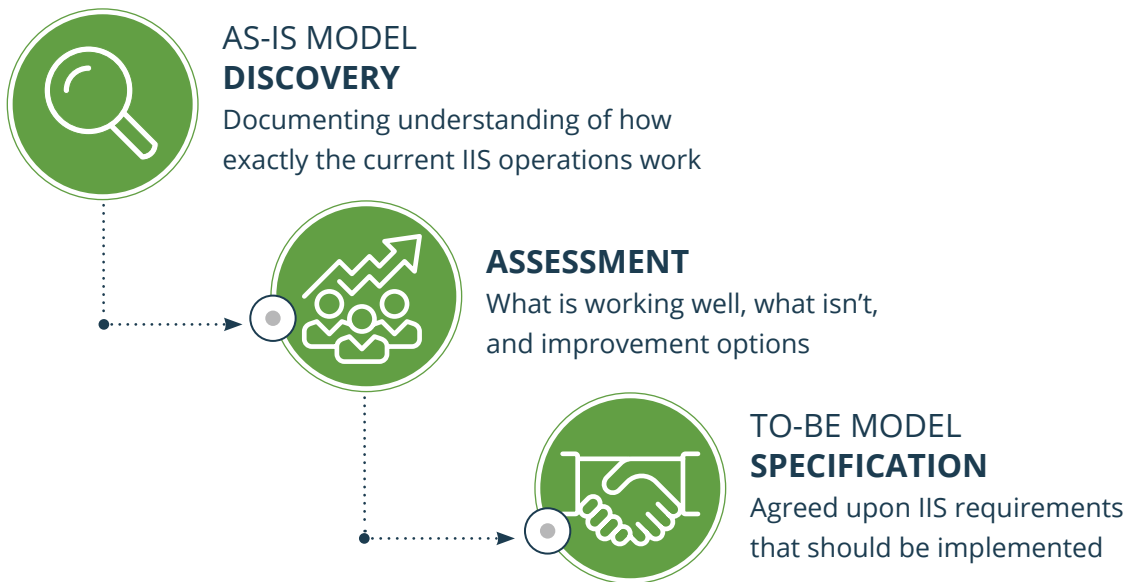 AS-IS MODEL
DISCOVERY
Documenting understanding of how
exactly the current IIS operations work
ASSESSMENT
What is working well, what isn’t,
and improvement options
TO-BE MODEL
SPECIFICATION
Agreed upon IIS requirements
that should be implemented